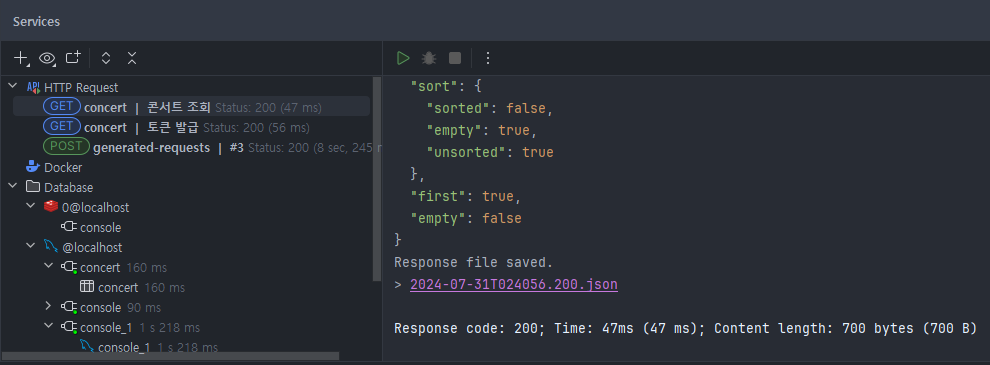 Services
API HTTP Request
GET concert | 콘서트 조회 Status: 200 (47 ms)
GET concert | 토큰 발급 Status: 200 (56 ms)
POST generated-requests | #3 Status: 200 (8 sec, 245 m
Docker
Database
0@localhost
console
@localhost
concert 160 ms
concert 160 ms
console 90 ms
console_1 1 s 218 ms
console_1 1 s 218 ms
"sort": {
"sorted": false,
"empty": true,
"unsorted": true
},
"first": true,
"empty": false
}
Response file saved.
> 2024-07-31T024056.200.json
Response code: 200; Time: 47ms (47 ms); Content length: 700 bytes (700 B)